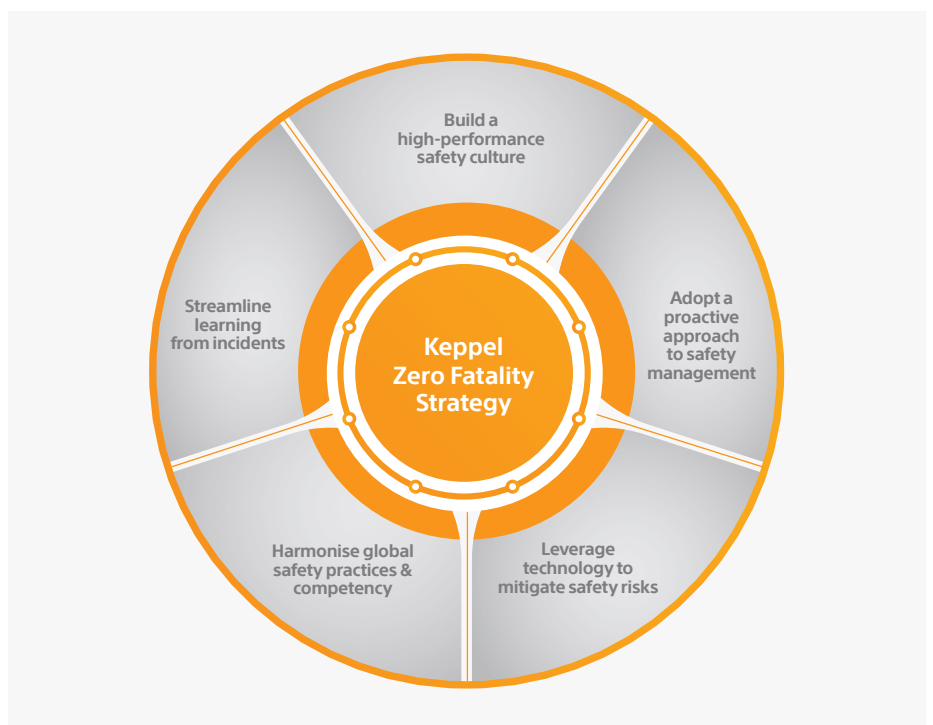 Build a
high-performance
safety culture
Adopt a
proactive
approach
to safety
management
Leverage
technology to
mitigate safety risks
Harmonise global
safety practices &
competency
Streamline
learning
from incidents
Keppel
Zero Fatality
Strategy